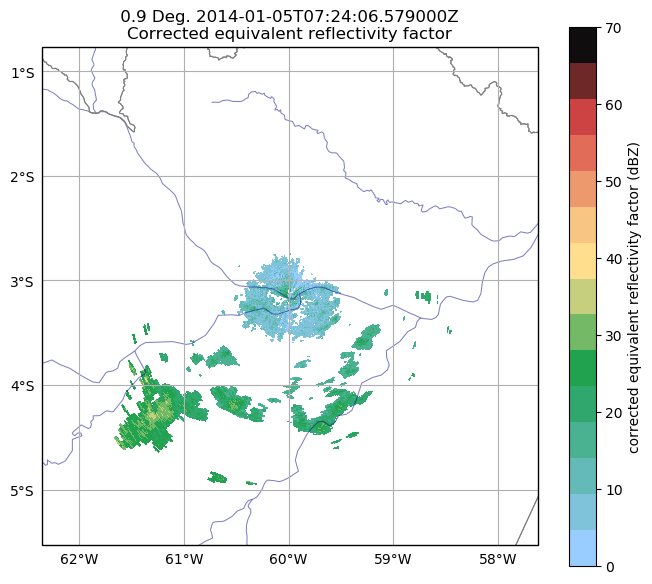 0.9 Deg. 2014-01-05T07:24:06.579000Z
Corrected equivalent reflectivity factor
1°S
2°S
3°S
4°S
5°S
62°W
61°W
60°W
59°W
58°W
70
60
50
40
30
20
10
0
corrected equivalent reflectivity factor (dBZ)